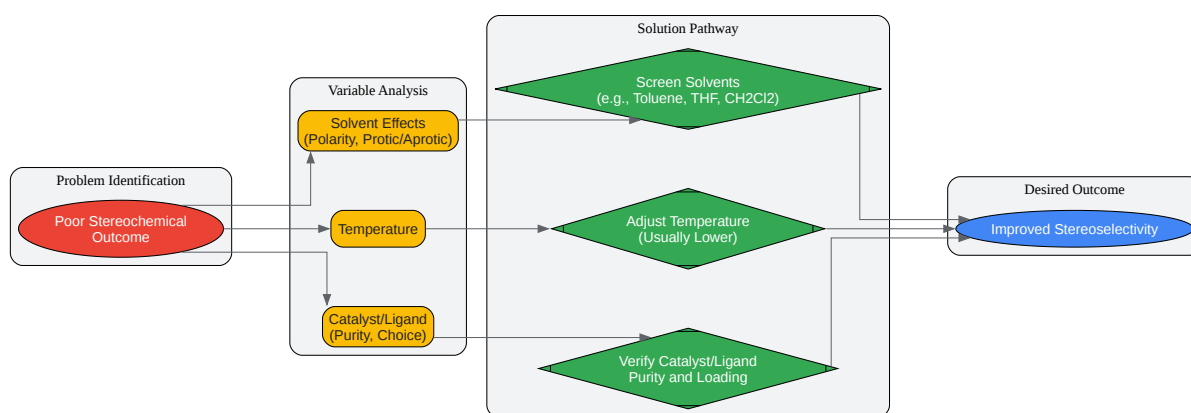 Problem Identification
Poor Stereochemical
Outcome
Variable Analysis
Solvent Effects
(Polarity, Protic/Aprotic)
Temperature
Catalyst/Ligand
(Purity, Choice)
Solution Pathway
Screen Solvents
(e.g., Toluene, THF, CH2Cl2)
Adjust Temperature
(Usually Lower)
Verify Catalyst/Ligand
Purity and Loading
Desired Outcome
Improved Stereoselectivity